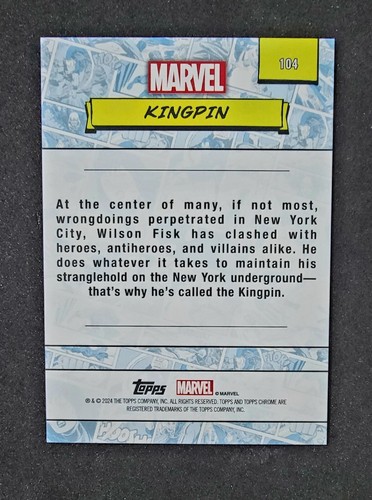 104
MARVEL
KINGPIN
At the center of many, if not most,
wrongdoings perpetrated in New York
City, Wilson Fisk has clashed with
heroes, antiheroes, and villains alike. He
does whatever it takes to maintain his
stranglehold on the New York underground—
that's why he's called the Kingpin.
Topps MARVEL © MARVEL
® & © 2024 THE TOPPS COMPANY, INC. ALL RIGHTS RESERVED. TOPPS AND TOPPS CHROME ARE
REGISTERED TRADEMARKS OF THE TOPPS COMPANY, INC.